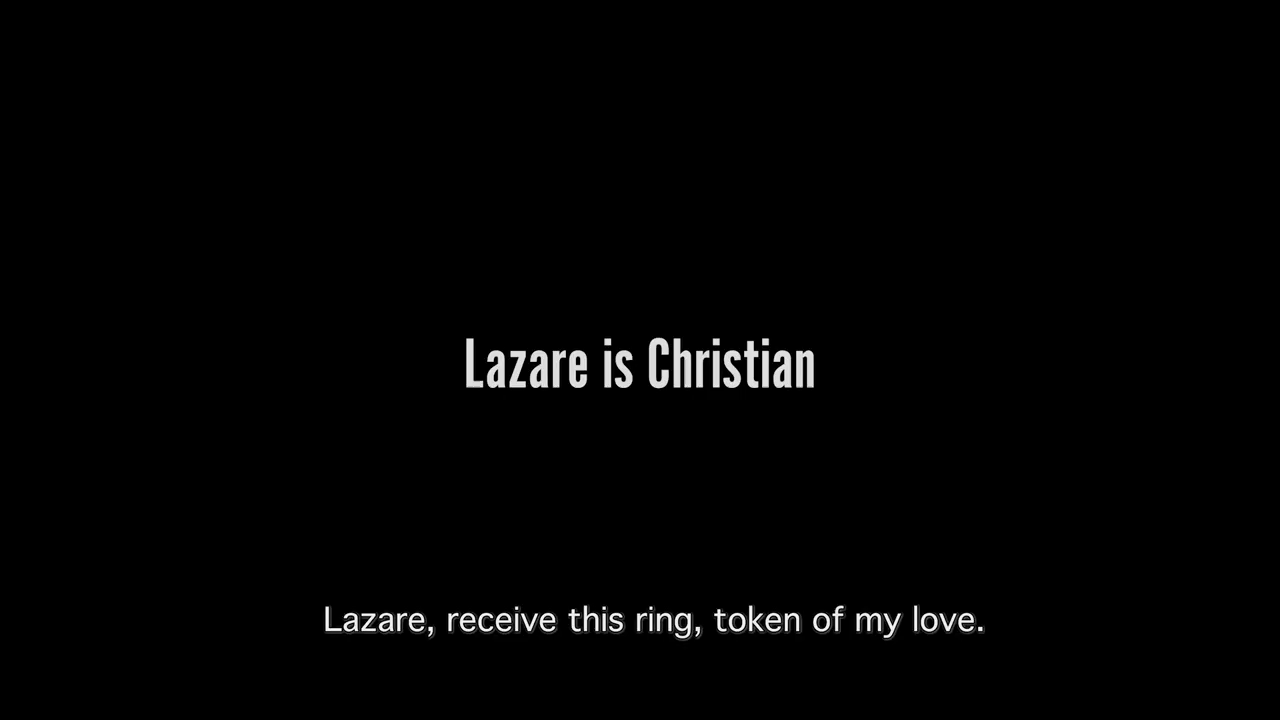 Lazare is Christian
Lazare, receive this ring, token of my love.